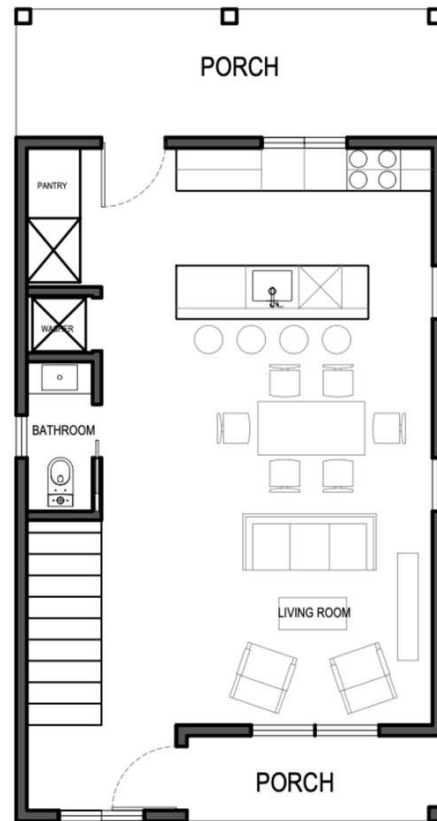 PORCH
PANTRY
WASHER
BATHROOM
LIVING ROOM
PORCH